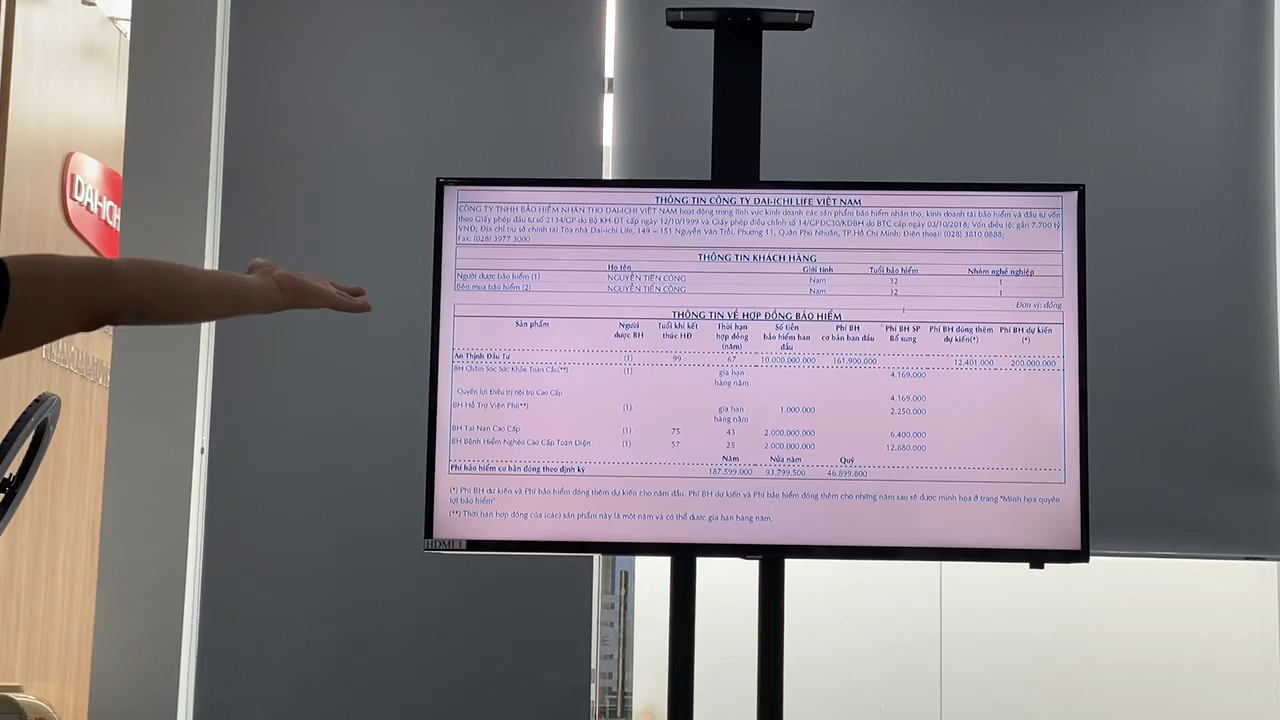 DAI-ICH
THÔNG TIN CÔNG TY DAI-ICHI LIFE VIỆT NAM
CÔNG TY TNHH BẢO HIỂM NHÂN THỌ DAI-ICHI VIỆT NAM hoạt động trong lĩnh vực kinh doanh các sản phẩm bảo hiểm nhân thọ, kinh doanh tái bảo hiểm và đầu tư vốn
theo Giấy phép đầu tư số 2134/GP do Bộ KH-ĐT cấp ngày 12/10/1999 và Giấy phép điều chỉnh số 14/GPĐC30/KDBH do BTC cấp ngày 03/10/2018; Vốn điều lệ: gần 7.700 tỷ
VNĐ; Địa chỉ trụ sở chính tại Tòa nhà Dai-ichi Life, 149 – 151 Nguyễn Văn Trỗi, Phường 11, Quận Phú Nhuận, TP.Hồ Chí Minh; Điện thoại: (028) 3810 0888;
Fax: (028) 3977 3000
THÔNG TIN KHÁCH HÀNG
Họ tên Giới tính Tuổi bảo hiểm Nhóm nghề nghiệp
Người được bảo hiểm (1) NGUYỄN TIẾN CÔNG Nam 32 1
Bên mua bảo hiểm (2) NGUYỄN TIẾN CÔNG Nam 32 1
Đơn vị: đồng
THÔNG TIN VỀ HỢP ĐỒNG BẢO HIỂM
Sản phẩm Người Tuổi khi kết Thời hạn Số tiền Phí BH Phí BH SP Phí BH đóng thêm Phí BH dự kiến
được BH thúc HĐ hợp đồng bảo hiểm ban cơ bản ban đầu Bổ sung dự kiến(*) (*)
(năm) đầu
An Thịnh Đầu Tư (1) 99 67 10.000.000.000 161.900.000 12.401.000 200.000.000
BH Chăm Sóc Sức Khỏe Toàn Cầu(**) (1) gia hạn 4.169.000
hàng năm
Quyền lợi Điều trị nội trú Cao Cấp 4.169.000
BH Hỗ Trợ Viện Phí(**) (1) gia hạn 1.000.000 2.250.000
hàng năm
BH Tai Nạn Cao Cấp (1) 75 43 2.000.000.000 6.400.000
BH Bệnh Hiểm Nghèo Cao Cấp Toàn Diện (1) 57 25 2.000.000.000 12.880.000
Năm Nửa năm Quý
Phí bảo hiểm cơ bản đóng theo định kỳ 187.599.000 93.799.500 46.899.800
(*) Phí BH dự kiến và Phí bảo hiểm đóng thêm dự kiến cho năm đầu. Phí BH dự kiến và Phí bảo hiểm đóng thêm cho những năm sau sẽ được minh họa ở trang "Minh họa quyền
lợi bảo hiểm"
(**) Thời hạn hợp đồng của (các) sản phẩm này là một năm và có thể được gia hạn hàng năm.
HDMI 1